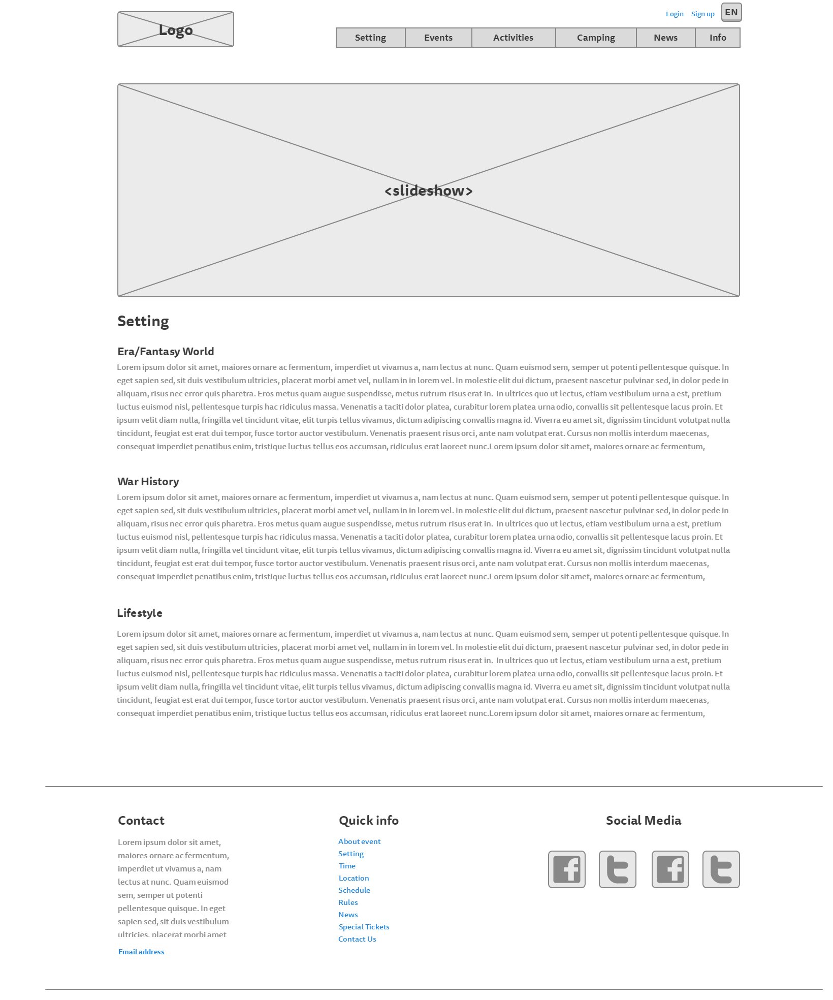 Login Sign up EN
Logo
Setting Events Activities Camping News Info
<slideshow>
Setting
Era/Fantasy World
Lorem ipsum dolor sit amet, maiores ornare ac fermentum, imperdiet ut vivamus a, nam lectus at nunc. Quam euismod sem, semper ut potenti pellentesque quisque. In
eget sapien sed, sit duis vestibulum ultricies, placerat morbi amet vel, nullam in in lorem vel. In molestie elit dui dictum, praesent nascetur pulvinar sed, in dolor pede in
aliquam, risus nec error quis pharetra. Eros metus quam augue suspendisse, metus rutrum risus erat in. In ultrices quo ut lectus, etiam vestibulum urna a est, pretium
luctus euismod nisl, pellentesque turpis hac ridiculus massa. Venenatis a taciti dolor platea, curabitur lorem platea urna odio, convallis sit pellentesque lacus proin. Et
ipsum velit diam nulla, fringilla vel tincidunt vitae, elit turpis tellus vivamus, dictum adipiscing convallis magna id. Viverra eu amet sit, dignissim tincidunt volutpat nulla
tincidunt, feugiat est erat dui tempor, fusce tortor auctor vestibulum. Venenatis praesent risus orci, ante nam volutpat erat. Cursus non mollis interdum maecenas,
consequat imperdiet penatibus enim, tristique luctus tellus eos accumsan, ridiculus erat laoreet nunc.Lorem ipsum dolor sit amet, maiores ornare ac fermentum,
War History
Lorem ipsum dolor sit amet, maiores ornare ac fermentum, imperdiet ut vivamus a, nam lectus at nunc. Quam euismod sem, semper ut potenti pellentesque quisque. In
eget sapien sed, sit duis vestibulum ultricies, placerat morbi amet vel, nullam in in lorem vel. In molestie elit dui dictum, praesent nascetur pulvinar sed, in dolor pede in
aliquam, risus nec error quis pharetra. Eros metus quam augue suspendisse, metus rutrum risus erat in. In ultrices quo ut lectus, etiam vestibulum urna a est, pretium
luctus euismod nisl, pellentesque turpis hac ridiculus massa. Venenatis a taciti dolor platea, curabitur lorem platea urna odio, convallis sit pellentesque lacus proin. Et
ipsum velit diam nulla, fringilla vel tincidunt vitae, elit turpis tellus vivamus, dictum adipiscing convallis magna id. Viverra eu amet sit, dignissim tincidunt volutpat nulla
tincidunt, feugiat est erat dui tempor, fusce tortor auctor vestibulum. Venenatis praesent risus orci, ante nam volutpat erat. Cursus non mollis interdum maecenas,
consequat imperdiet penatibus enim, tristique luctus tellus eos accumsan, ridiculus erat laoreet nunc.Lorem ipsum dolor sit amet, maiores ornare ac fermentum,
Lifestyle
Lorem ipsum dolor sit amet, maiores ornare ac fermentum, imperdiet ut vivamus a, nam lectus at nunc. Quam euismod sem, semper ut potenti pellentesque quisque. In
eget sapien sed, sit duis vestibulum ultricies, placerat morbi amet vel, nullam in in lorem vel. In molestie elit dui dictum, praesent nascetur pulvinar sed, in dolor pede in
aliquam, risus nec error quis pharetra. Eros metus quam augue suspendisse, metus rutrum risus erat in. In ultrices quo ut lectus, etiam vestibulum urna a est, pretium
luctus euismod nisl, pellentesque turpis hac ridiculus massa. Venenatis a taciti dolor platea, curabitur lorem platea urna odio, convallis sit pellentesque lacus proin. Et
ipsum velit diam nulla, fringilla vel tincidunt vitae, elit turpis tellus vivamus, dictum adipiscing convallis magna id. Viverra eu amet sit, dignissim tincidunt volutpat nulla
tincidunt, feugiat est erat dui tempor, fusce tortor auctor vestibulum. Venenatis praesent risus orci, ante nam volutpat erat. Cursus non mollis interdum maecenas,
consequat imperdiet penatibus enim, tristique luctus tellus eos accumsan, ridiculus erat laoreet nunc.Lorem ipsum dolor sit amet, maiores ornare ac fermentum,
Contact
Lorem ipsum dolor sit amet,
maiores ornare ac fermentum,
imperdiet ut vivamus a, nam
lectus at nunc. Quam euismod
sem, semper ut potenti
pellentesque quisque. In eget
sapien sed, sit duis vestibulum
ultricies, placerat morbi amet
Email address
Quick info
About event
Setting
Time
Location
Schedule
Rules
News
Special Tickets
Contact Us
Social Media